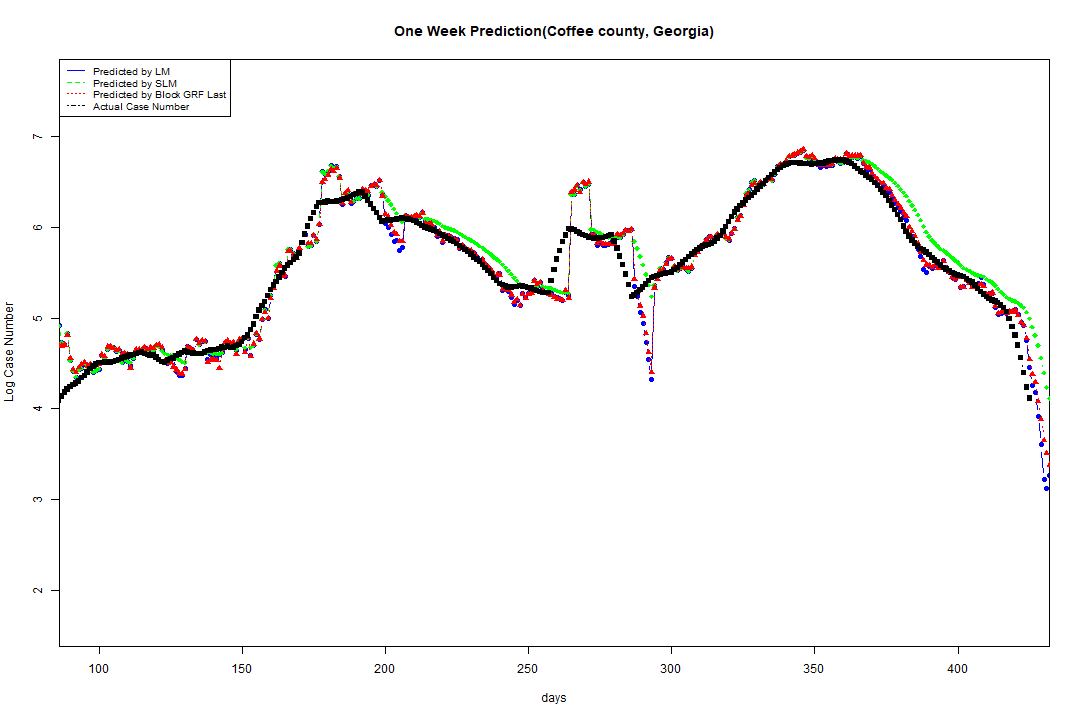 One Week Prediction(Coffee county, Georgia)
Predicted by LM
Predicted by SLM
Predicted by Block GRF Last
Actual Case Number
7
6
5
4
3
2
Log Case Number
100 150 200 250 300 350 400
days